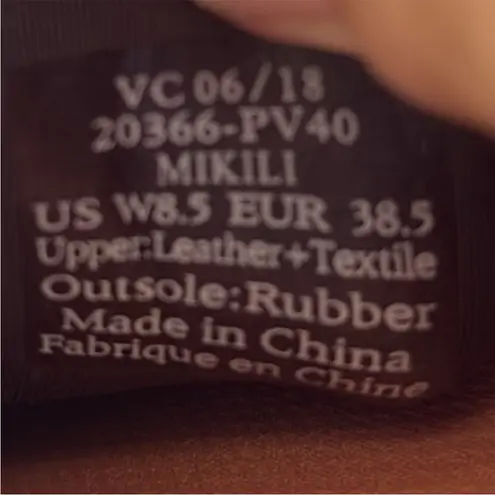 VC 06/18
20366-PV40
MIKILI
US W8.5 EUR 38.5
Upper:Leather+Textile
Outsole:Rubber
Made in China
Fabrique en Chine